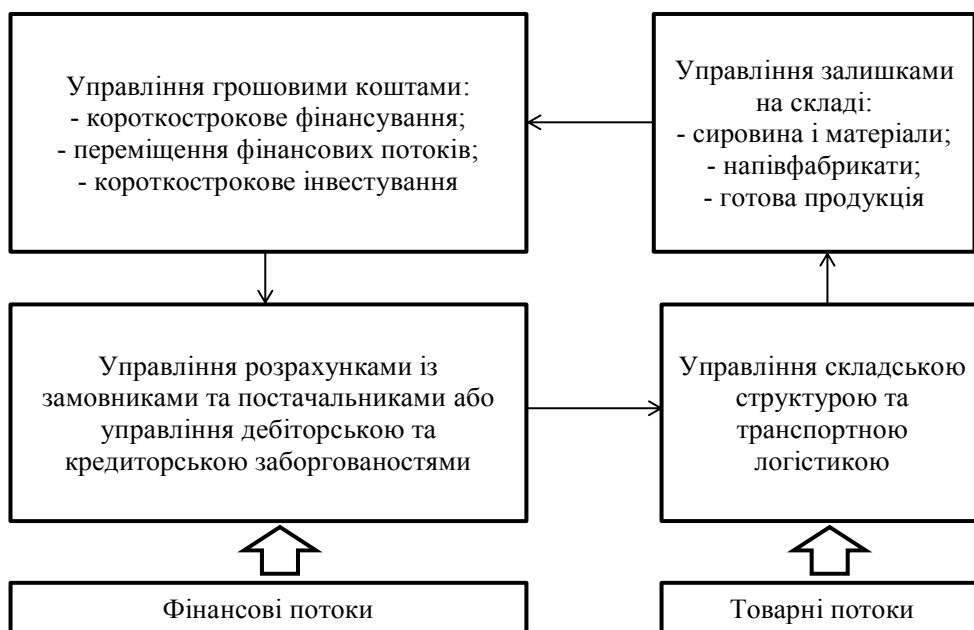 Управління грошовими коштами:
- короткострокове фінансування;
- переміщення фінансових потоків;
- короткострокове інвестування
Управління залишками
на складі:
- сировина і матеріали;
- напівфабрикати;
- готова продукція
Управління розрахунками із
замовниками та постачальниками або
управління дебіторською та
кредиторською заборгованостями
Управління складською
структурою та
транспортною
логістикою
Фінансові потоки
Товарні потоки